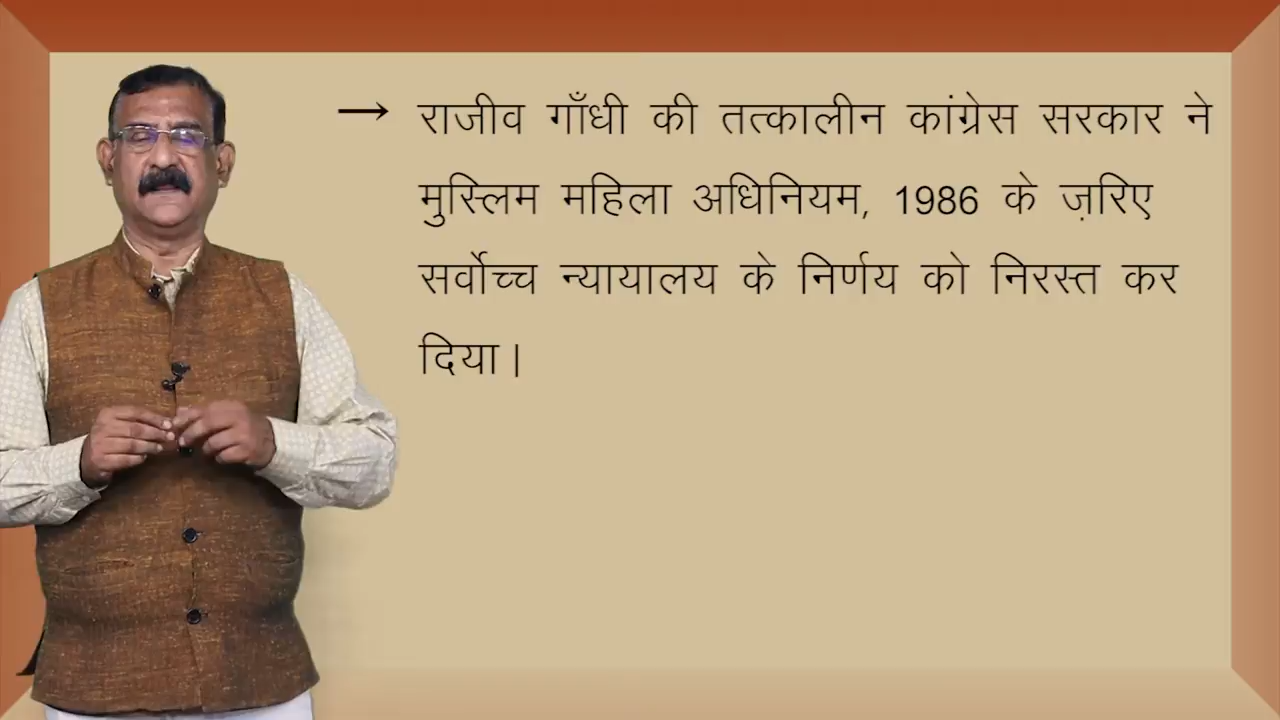 → राजीव गाँधी की तत्कालीन कांग्रेस सरकार ने
मुस्लिम महिला अधिनियम, 1986 के ज़रिए
सर्वोच्च न्यायालय के निर्णय को निरस्त कर
दिया।